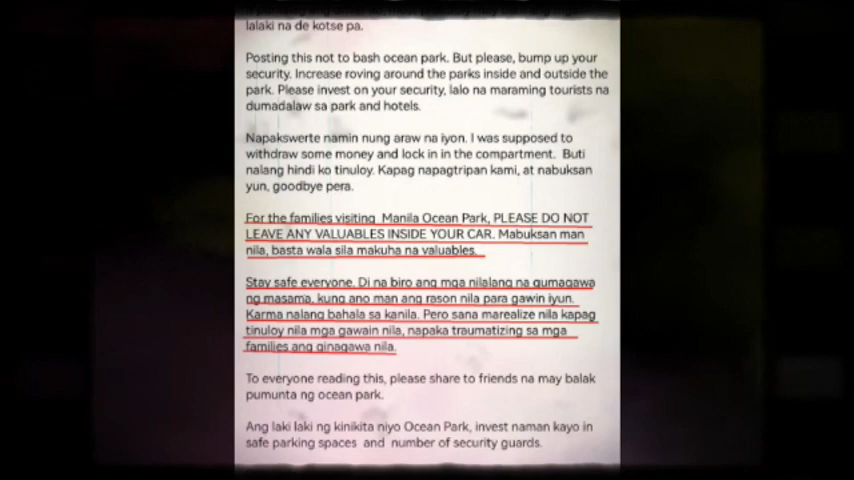 lalaki na de kotse pa.
Posting this not to bash ocean park. But please, bump up your
security. Increase roving around the parks inside and outside the
park. Please invest on your security, lalo na maraming tourists na
dumadalaw sa park and hotels.
Napakswerte namin nung araw na iyon. I was supposed to
withdraw some money and lock in in the compartment. Buti
nalang hindi ko tinuloy. Kapag napagtripan kami, at nabuksan
yun, goodbye pera.
For the families visiting Manila Ocean Park, PLEASE DO NOT
LEAVE ANY VALUABLES INSIDE YOUR CAR. Mabuksan man
nila, basta wala sila makuha na valuables.
Stay safe everyone. Di na biro ang mga nilalang na gumagawa
ng masama, kung ano man ang rason nila para gawin iyun.
Karma nalang bahala sa kanila. Pero sana marealize nila kapag
tinuloy nila mga gawain nila, napaka traumatizing sa mga
families ang ginagawa nila.
To everyone reading this, please share to friends na may balak
pumunta ng ocean park.
Ang laki laki ng kinikita niyo Ocean Park, invest naman kayo in
safe parking spaces and number of security guards.